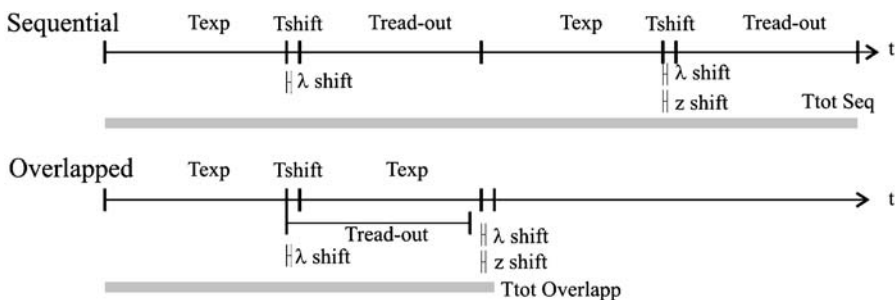 Sequential Texp Tshift Tread-out Texp Tshift Tread-out
t
λ shift λ shift
z shift Ttot Seq
Overlapped Texp Tshift Texp
t
Tread-out λ shift
λ shift z shift
Ttot Overlapp